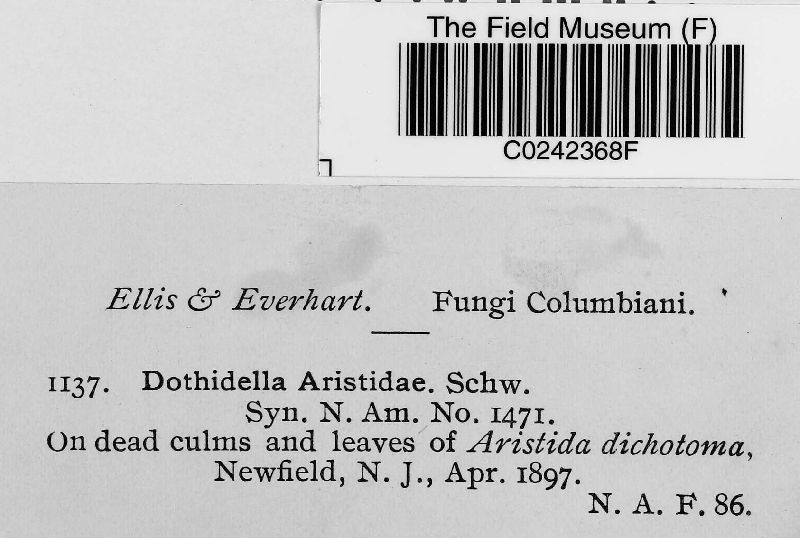 The Field Museum (F)
C0242368F
Ellis & Everhart. Fungi Columbiani.
1137. Dothidella Aristidae. Schw.
Syn. N. Am. No. 1471.
On dead culms and leaves of Aristida dichotoma,
Newfield, N. J., Apr. 1897.
N. A. F. 86.